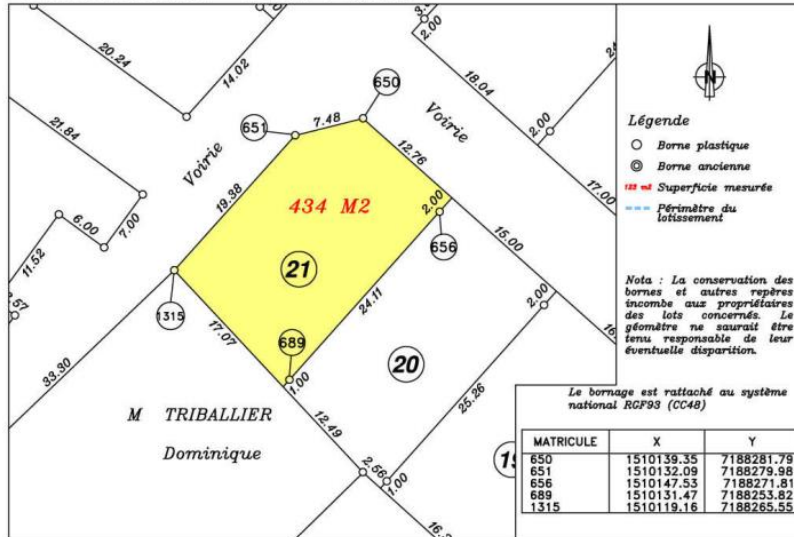 3.0
2.00
20.24
14.02
650
18.04
24
7.48
Voirie
651
Voirie
12.76
2.00
21.84
Légende
Borne plastique
Borne ancienne
123 m2 Superficie mesurée
Périmètre du
lotissement
17.00
19.38
434 M2
2.00
6.00
7.00
656
15.00
11.52
21
24.11
1315
17.07
2.00
Nota : La conservation des
bornes et autres repères
incombe aux propriétaires
des lots concernés. Le
géomètre ne saurait être
tenu responsable de leur
éventuelle disparition.
689
20
33.30
1.00
25.26
M TRIBALLIER
Dominique
12.49
Le bornage est rattaché au système
national RGF93 (CC48)
2.56
1.00
MATRICULE X Y
650 1510139.35 7188281.79
651 1510132.09 7188279.98
656 1510147.53 7188271.81
689 1510131.47 7188253.82
1315 1510119.16 7188265.55